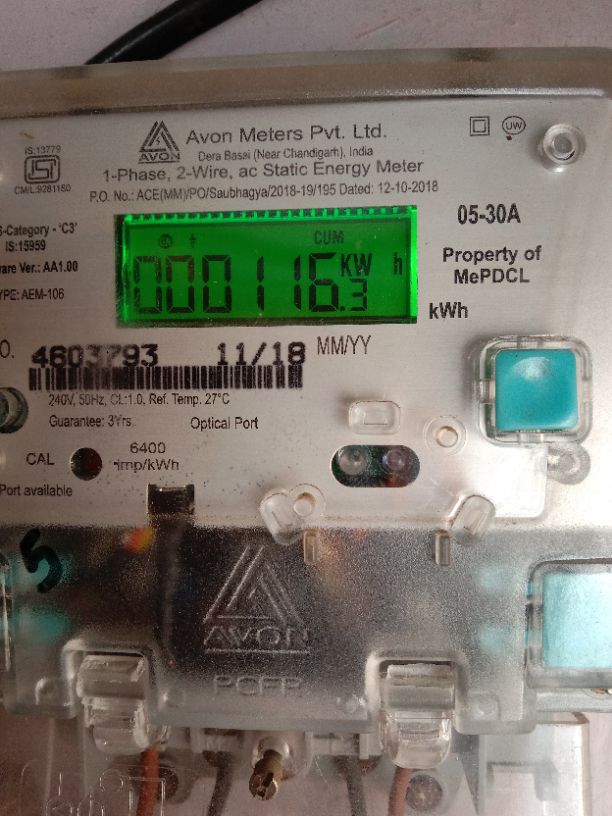 IS:13779
CM/L:9281180
AVON
Avon Meters Pvt. Ltd.
Dera Bassi (Near Chandigarh), India
1-Phase, 2-Wire, ac Static Energy Meter
P.O. No.: ACE(MM)/PO/Saubhagya/2018-19/195 Dated: 12-10-2018
UW
-Category - 'C3'
IS:15959
Ver.: AA1.00
YPE: AEM-106
CUM
000116.3 KW h
05-30A
Property of
MePDCL
kWh
O. 4603793 11/18 MM/YY
240V, 50Hz, CL:1.0, Ref. Temp. 27°C
Guarantee: 3Yrs. Optical Port
CAL 6400
imp/kWh
Port available
5
AVON